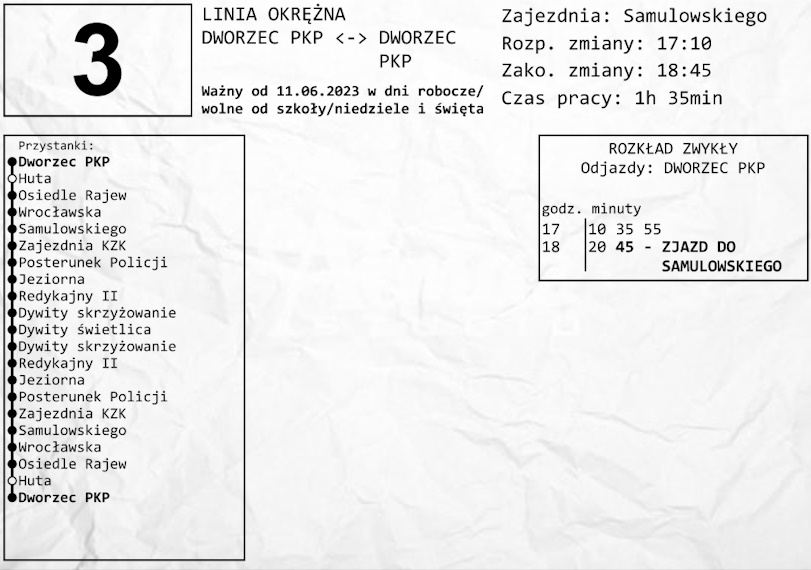 3
LINIA OKRĘŻNA
DWORZEC PKP <-> DWORZEC
PKP
Ważny od 11.06.2023 w dni robocze/
wolne od szkoły/niedziele i święta
Zajezdnia: Samulowskiego
Rozp. zmiany: 17:10
Zako. zmiany: 18:45
Czas pracy: 1h 35min
Przystanki:
Dworzec PKP
Huta
Osiedle Rajew
Wrocławska
Samulowskiego
Zajezdnia KZK
Posterunek Policji
Jeziorna
Redykajny II
Dywity skrzyżowanie
Dywity świetlica
Dywity skrzyżowanie
Redykajny II
Jeziorna
Posterunek Policji
Zajezdnia KZK
Samulowskiego
Wrocławska
Osiedle Rajew
Huta
Dworzec PKP
ROZKŁAD ZWYKŁY
Odjazdy: DWORZEC PKP
godz. minuty
17 10 35 55
18 20 45 - ZJAZD DO
SAMULOWSKIEGO